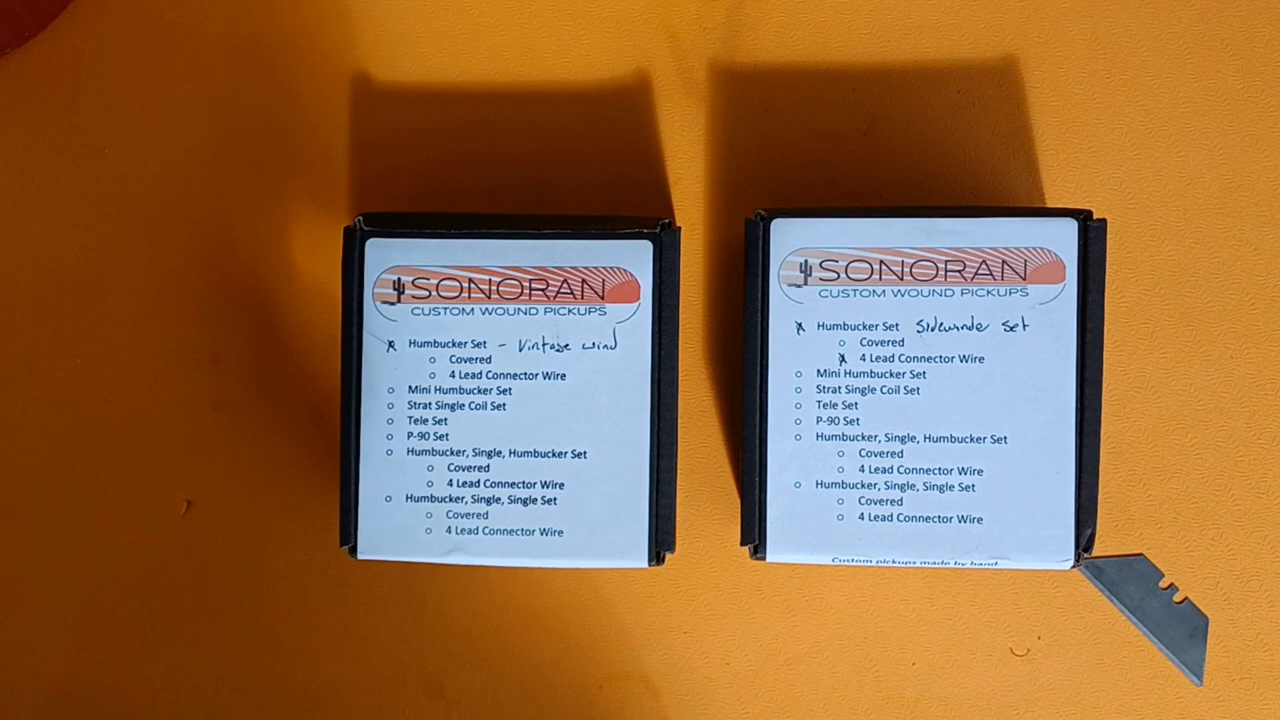 SONORAN
CUSTOM WOUND PICKUPS
Humbucker Set - Vintage wind
Covered
4 Lead Connector Wire
Mini Humbucker Set
Strat Single Coil Set
Tele Set
P-90 Set
Humbucker, Single, Humbucker Set
Covered
4 Lead Connector Wire
Humbucker, Single, Single Set
Covered
4 Lead Connector Wire
SONORAN
CUSTOM WOUND PICKUPS
Humbucker Set Sidewinder Set
Covered
4 Lead Connector Wire
Mini Humbucker Set
Strat Single Coil Set
Tele Set
P-90 Set
Humbucker, Single, Humbucker Set
Covered
4 Lead Connector Wire
Humbucker, Single, Single Set
Covered
4 Lead Connector Wire
Custom pickups made by hand